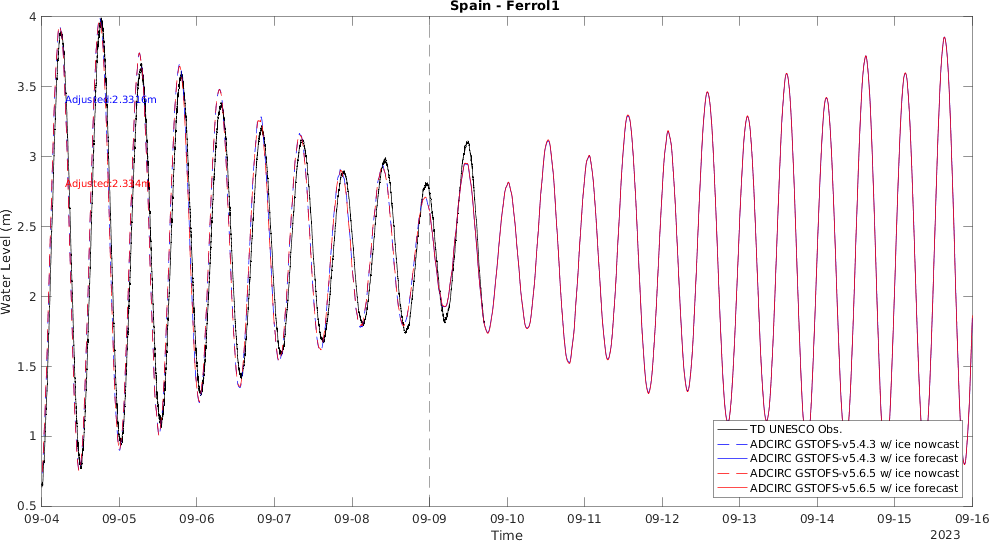 Spain - Ferrol1
4
3.5
3
2.5
2
1.5
1
0.5
Water Level (m)
Adjusted:2.3316m
Adjusted:2.334m
TD UNESCO Obs.
ADCIRC GSTOFS-v5.4.3 w/ ice nowcast
ADCIRC GSTOFS-v5.4.3 w/ ice forecast
ADCIRC GSTOFS-v5.6.5 w/ ice nowcast
ADCIRC GSTOFS-v5.6.5 w/ ice forecast
09-04 09-05 09-06 09-07 09-08 09-09 09-10 09-11 09-12 09-13 09-14 09-15 09-16
Time
2023